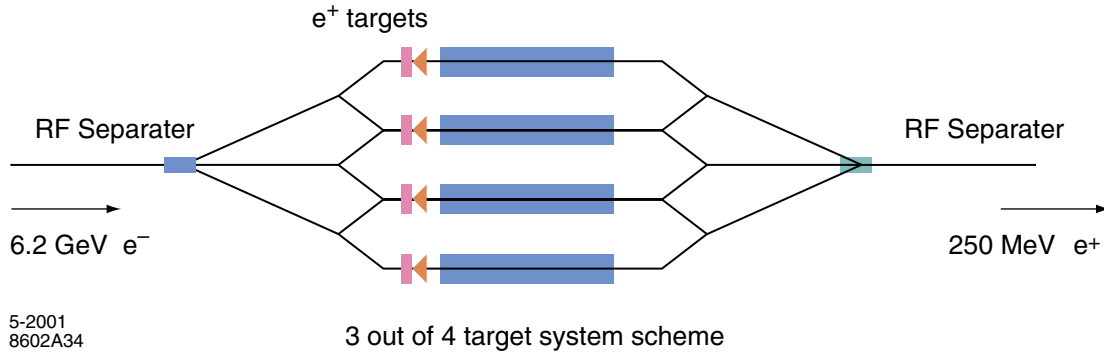 e+ targets
RF Separater
RF Separater
6.2 GeV e–
250 MeV e+
5-2001
8602A34
3 out of 4 target system scheme